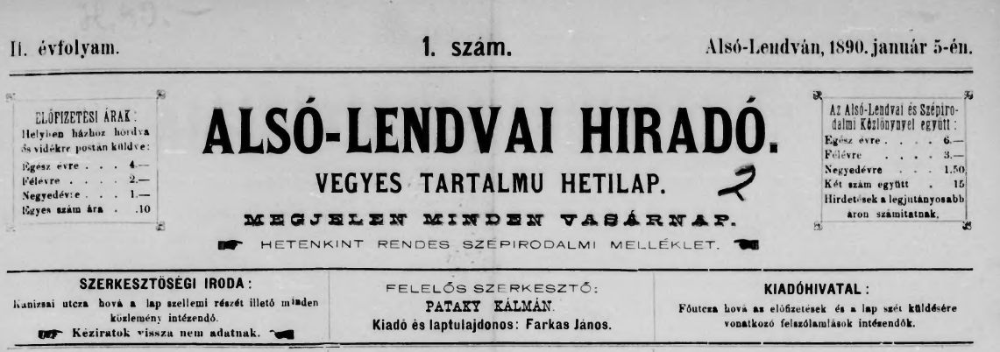 II. évfolyam.
1. szám.
Alsó-Lendván, 1890. január 5-én.
ELŐFIZETÉSI ÁRAK:
Helyben házhoz hordva
és vidékre postán küldve:
Egész évre . . . 4.—
Félévre . . . . 2.—
Negyedévre . . 1.—
Egyes szám ára . .10
ALSÓ-LENDVAI HIRADÓ.
VEGYES TARTALMU HETILAP.
2
MEGJELEN MINDEN VASÁRNAP.
HETENKINT RENDES SZÉPIRODALMI MELLÉKLET.
Az Alsó-Lendvai és Szépiro-
dalmi Közlönynyel együtt:
Egész évre . . . . 6.—
Félévre . . . . 3.—
Negyedévre . . . 1.50
Két szám együtt . 15
Hirdetések a legjutányosabb
áron számitatnak.
SZERKESZTŐSÉGI IRODA:
Kanizsai utcza hová a lap szellemi részét illető minden
közlemény intézendő.
Kéziratok vissza nem adatnak.
FELELŐS SZERKESZTŐ:
PATAKY KÁLMÁN.
Kiadó és laptulajdonos: Farkas János.
KIADÓHIVATAL:
Főutcza hová az előfizetések és a lap szét küldésére
vonatkozó felszólamlások intézendők.